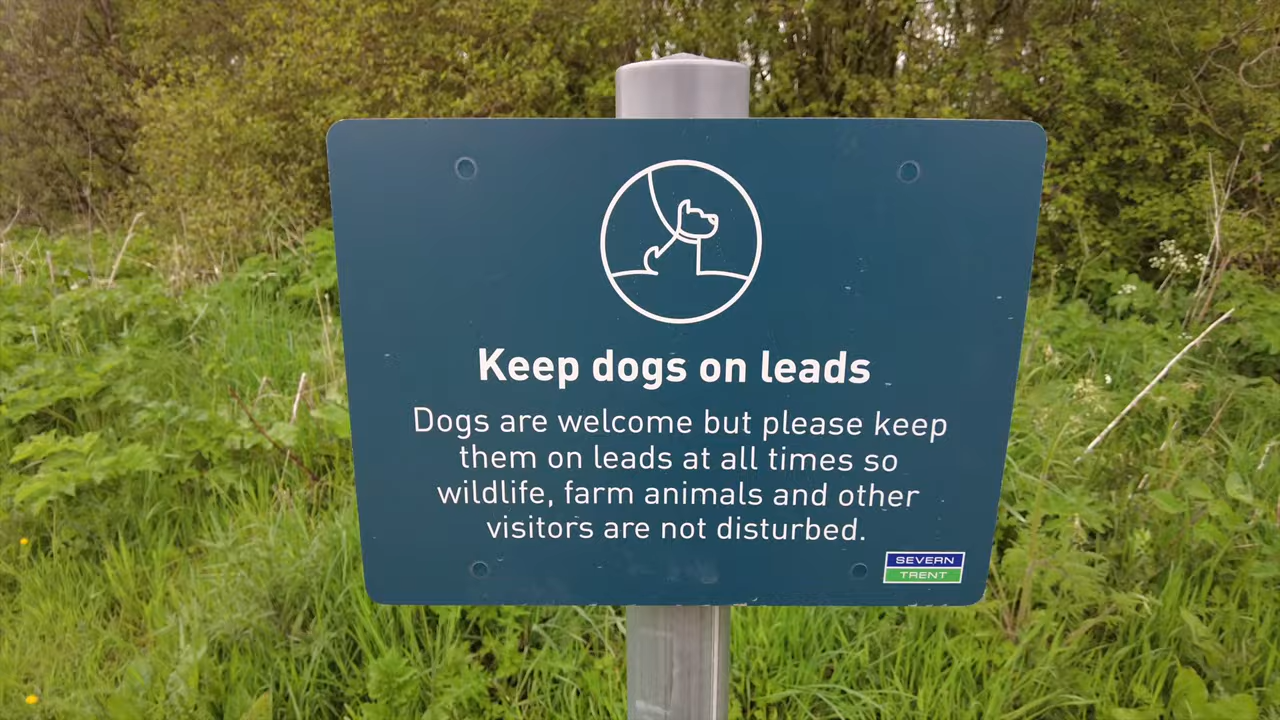 Keep dogs on leads
Dogs are welcome but please keep
them on leads at all times so
wildlife, farm animals and other
visitors are not disturbed.
SEVERN
TRENT